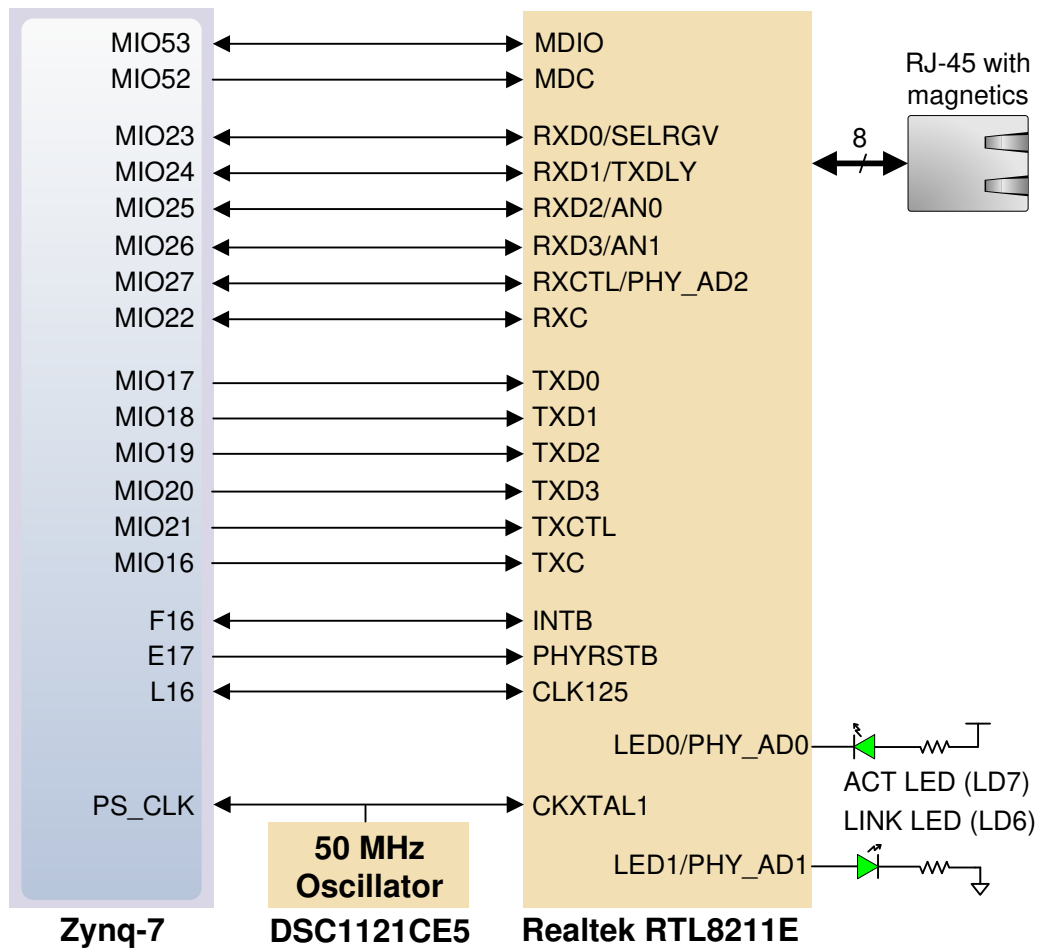 MIO53 MDIO
MIO52 MDC
RJ-45 with
magnetics
MIO23 RXD0/SELRGV
8
MIO24 RXD1/TXDLY
MIO25 RXD2/AN0
MIO26 RXD3/AN1
MIO27 RXCTL/PHY_AD2
MIO22 RXC
MIO17 TXD0
MIO18 TXD1
MIO19 TXD2
MIO20 TXD3
MIO21 TXCTL
MIO16 TXC
F16 INTB
E17 PHYRSTB
L16 CLK125
LED0/PHY_AD0
ACT LED (LD7)
PS_CLK CKXTAL1
LINK LED (LD6)
50 MHz
Oscillator
LED1/PHY_AD1
Zynq-7 DSC1121CE5 Realtek RTL8211E